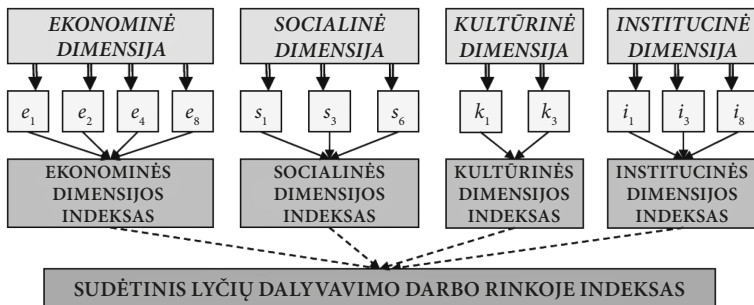 EKONOMINĖ DIMENSIJA
SOCIALINĖ DIMENSIJA
KULTŪRINĖ DIMENSIJA
INSTITUCINĖ DIMENSIJA
e₁ e₂ e₄ e₈ s₁ s₃ s₆ k₁ k₃ i₁ i₃ i₈
EKONOMINĖS
DIMENSIJOS
INDEKSAS
SOCIALINĖS
DIMENSIJOS
INDEKSAS
KULTŪRINĖS
DIMENSIJOS
INDEKSAS
INSTITUCINĖS
DIMENSIJOS
INDEKSAS
SUDĖTINIS LYČIŲ DALYVAVIMO DARBO RINKOJE INDEKSAS